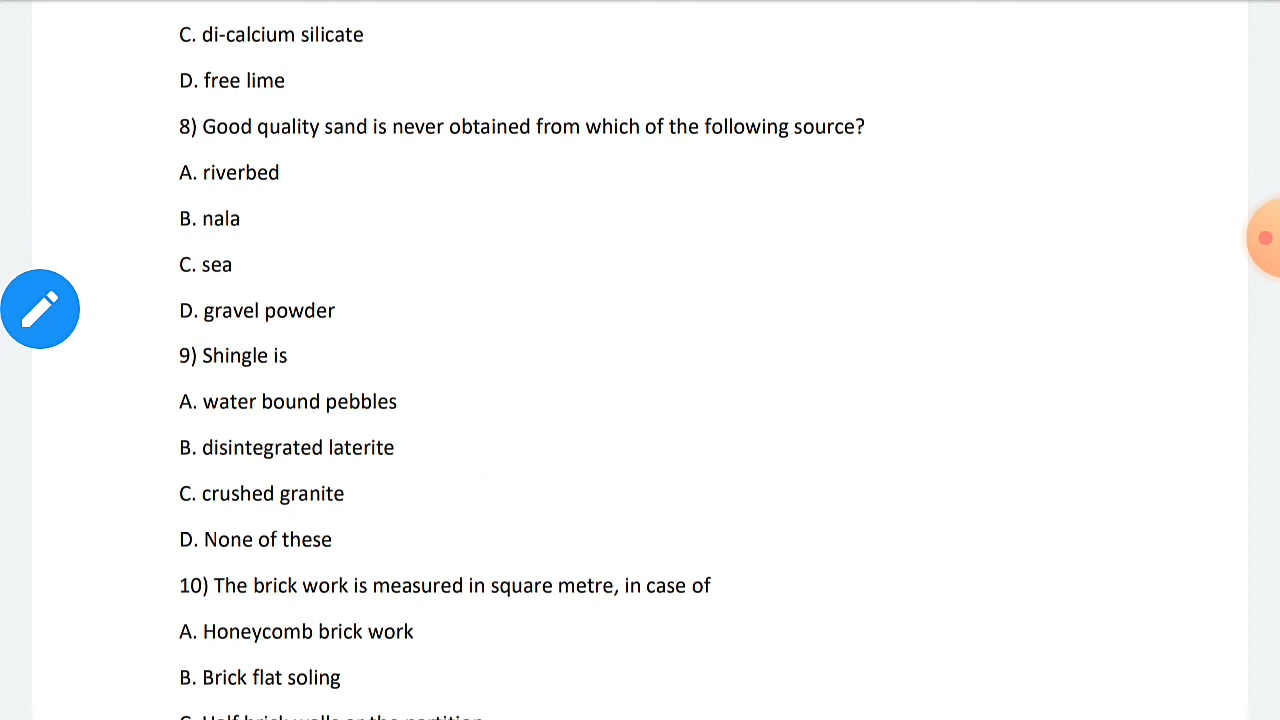 C. di-calcium silicate
D. free lime
8) Good quality sand is never obtained from which of the following source?
A. riverbed
B. nala
C. sea
D. gravel powder
9) Shingle is
A. water bound pebbles
B. disintegrated laterite
C. crushed granite
D. None of these
10) The brick work is measured in square metre, in case of
A. Honeycomb brick work
B. Brick flat soling